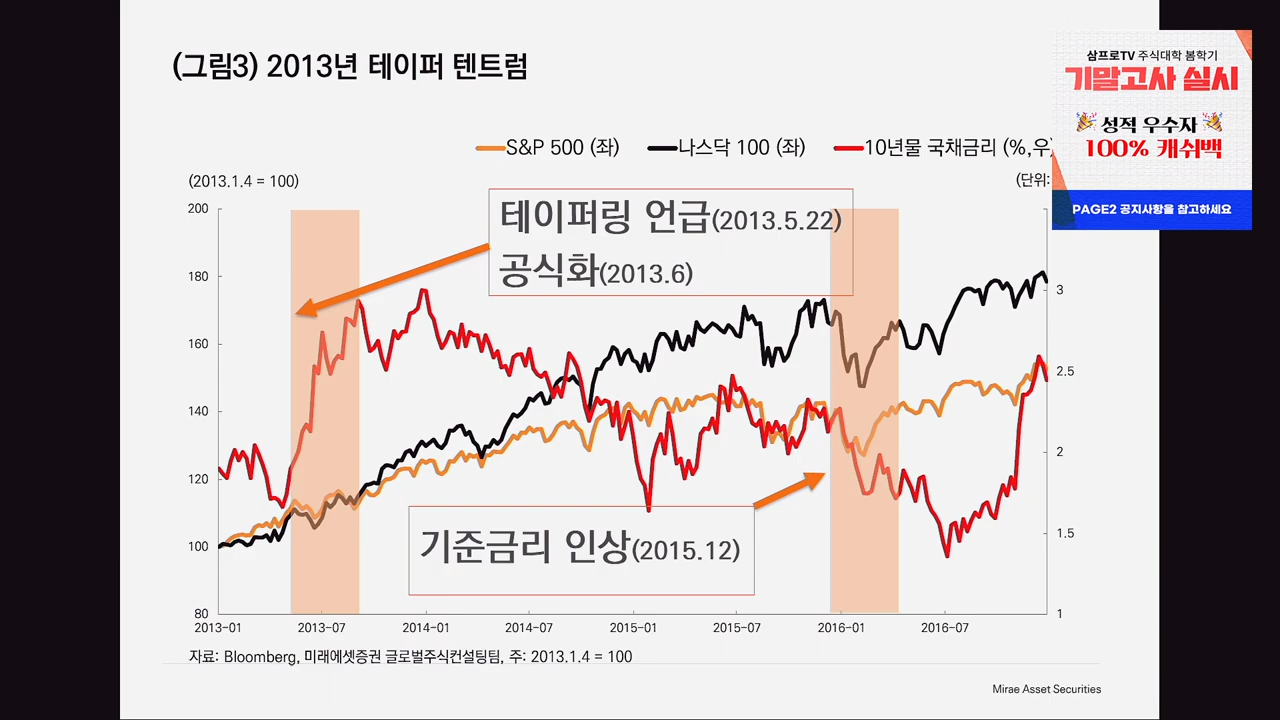 (그림3) 2013년 테이퍼 텐트럼
삼프로TV 주식대학 봄학기
기말고사 실시
성적 우수자
100% 캐쉬백
PAGE2 공지사항을 참고하세요
S&P 500 (좌) 나스닥 100 (좌) 10년물 국채금리 (%,우)
(2013.1.4 = 100)
(단위:
테이퍼링 언급(2013.5.22)
공식화(2013.6)
기준금리 인상(2015.12)
200
180
160
140
120
100
80
3
2.5
2
1.5
1
2013-01 2013-07 2014-01 2014-07 2015-01 2015-07 2016-01 2016-07
자료: Bloomberg, 미래에셋증권 글로벌주식컨설팅팀, 주: 2013.1.4 = 100
Mirae Asset Securities